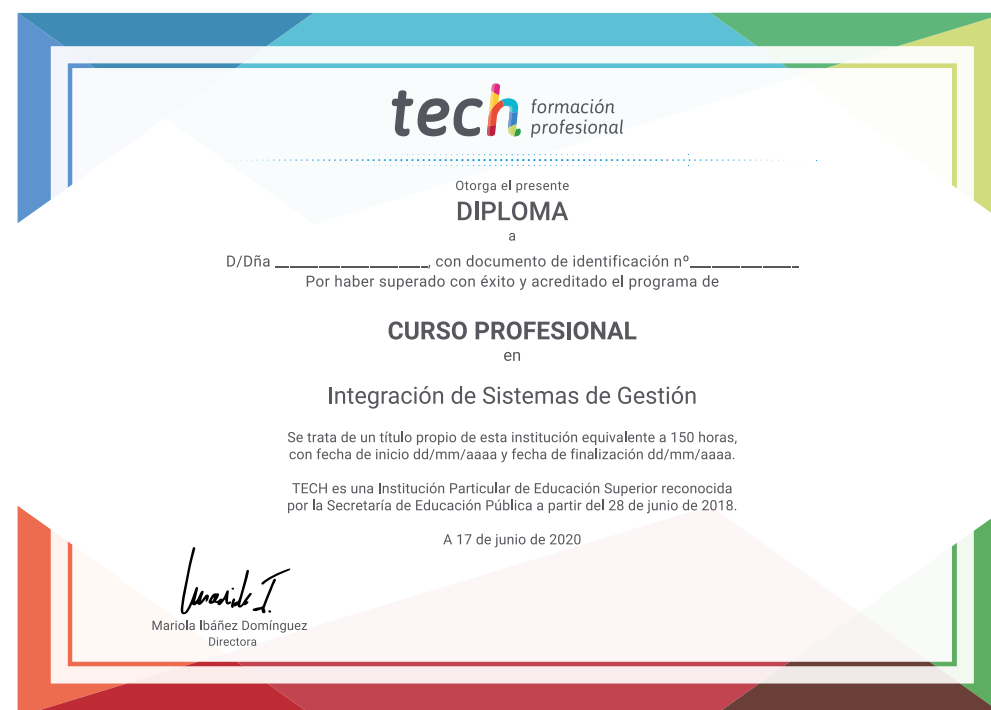 tech formación
profesional
Otorga el presente
DIPLOMA
a
D/Dña ______________________, con documento de identificación nº_______________
Por haber superado con éxito y acreditado el programa de
CURSO PROFESIONAL
en
Integración de Sistemas de Gestión
Se trata de un título propio de esta institución equivalente a 150 horas,
con fecha de inicio dd/mm/aaaa y fecha de finalización dd/mm/aaaa.
TECH es una Institución Particular de Educación Superior reconocida
por la Secretaría de Educación Pública a partir del 28 de junio de 2018.
A 17 de junio de 2020
Mariola Ibáñez Domínguez
Directora